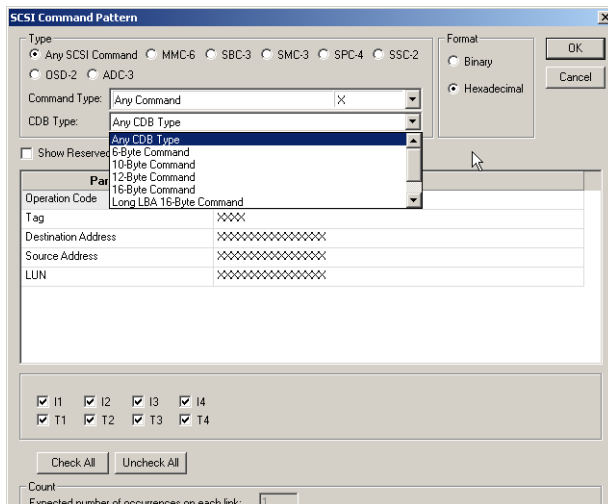 SCSI Command Pattern
Type
Any SCSI Command MMC-6 SBC-3 SMC-3 SPC-4 SSC-2
OSD-2 ADC-3
Format
Binary
Hexadecimal
OK
Cancel
Command Type: Any Command X
CDB Type: Any CDB Type
Any CDB Type
6-Byte Command
10-Byte Command
12-Byte Command
16-Byte Command
Long LBA 16-Byte Command
Show Reserved
Operation Code
Tag XXXX
Destination Address XXXXXXXXXXXXXXXX
Source Address XXXXXXXXXXXXXXXX
LUN XXXXXXXXXXXXXXXX
I1 I2 I3 I4
T1 T2 T3 T4
Check All Uncheck All
Count
Expected number of occurrences on each link: 1